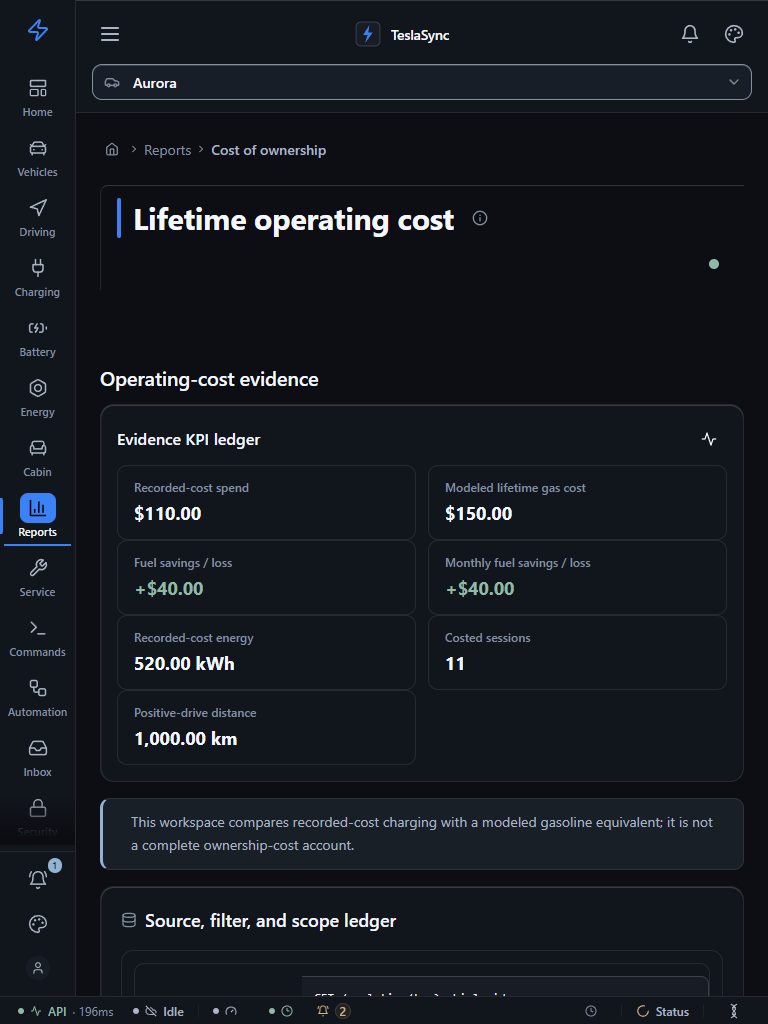 TeslaSync
Aurora
Home
Vehicles
Driving
Charging
Battery
Energy
Cabin
Reports
Service
Commands
Automation
Inbox
Security
1
Reports
Cost of ownership
Lifetime operating cost
Operating-cost evidence
Evidence KPI ledger
Recorded-cost spend
$110.00
Modeled lifetime gas cost
$150.00
Fuel savings / loss
+$40.00
Monthly fuel savings / loss
+$40.00
Recorded-cost energy
520.00 kWh
Costed sessions
11
Positive-drive distance
1,000.00 km
This workspace compares recorded-cost charging with a modeled gasoline equivalent; it is not
a complete ownership-cost account.
Source, filter, and scope ledger
API · 196ms
Idle
2
Status